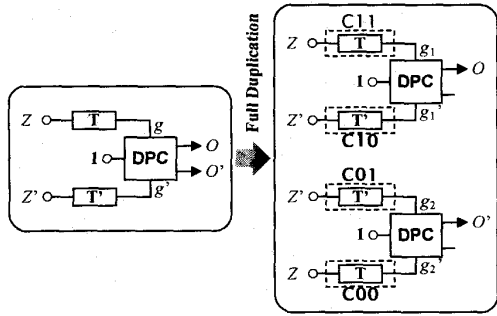 Z
T
g
1
DPC
O
O'
g'
Z'
T'
Full Duplication
C11
Z
T
g1
O
1
DPC
g1'
Z'
T'
C10
C01
Z'
T'
g2
O'
1
DPC
g2'
Z
T
C00